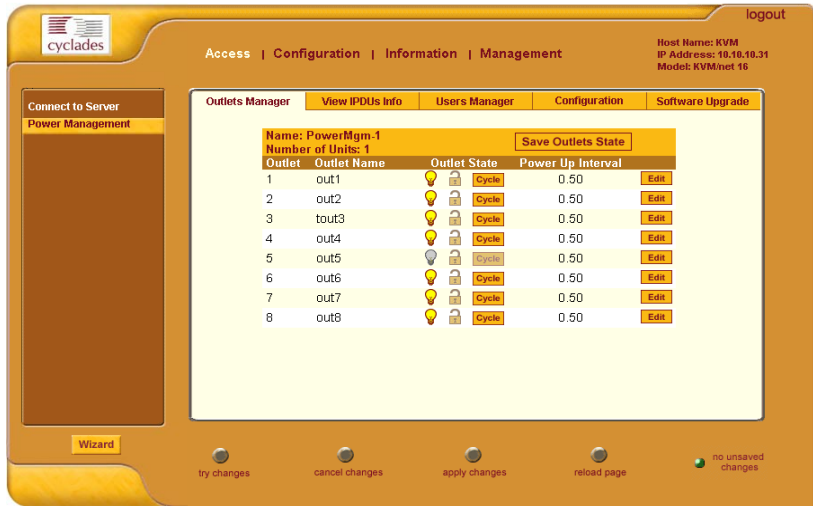 logout
cyclades
Access | Configuration | Information | Management
Host Name: KVM
IP Address: 10.10.10.31
Model: KVM/net 16
Connect to Server
Power Management
Outlets Manager View IPDUs Info Users Manager Configuration Software Upgrade
Name: PowerMgm-1
Number of Units: 1
Save Outlets State
Outlet Outlet Name Outlet State Power Up Interval
1 out1 Cycle 0.50 Edit
2 out2 Cycle 0.50 Edit
3 tout3 Cycle 0.50 Edit
4 out4 Cycle 0.50 Edit
5 out5 Cycle 0.50 Edit
6 out6 Cycle 0.50 Edit
7 out7 Cycle 0.50 Edit
8 out8 Cycle 0.50 Edit
Wizard
try changes cancel changes apply changes reload page
no unsaved
changes